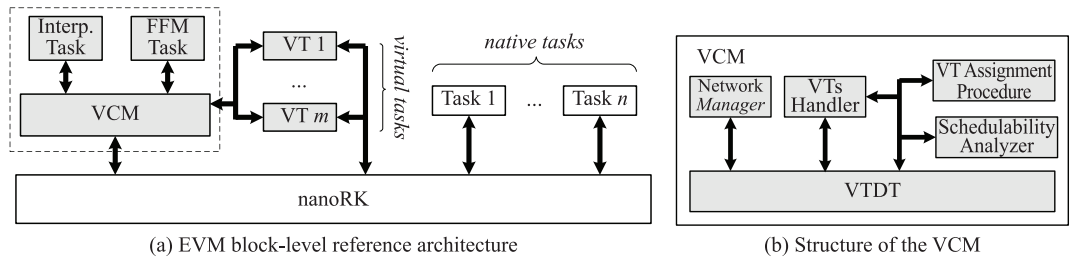 Interp.
Task
FFM
Task
VCM
VT 1
...
VT m
virtual tasks
native tasks
Task 1
...
Task n
nanoRK
(a) EVM block-level reference architecture
VCM
Network
Manager
VTs
Handler
VT Assignment
Procedure
Schedulability
Analyzer
VTDT
(b) Structure of the VCM